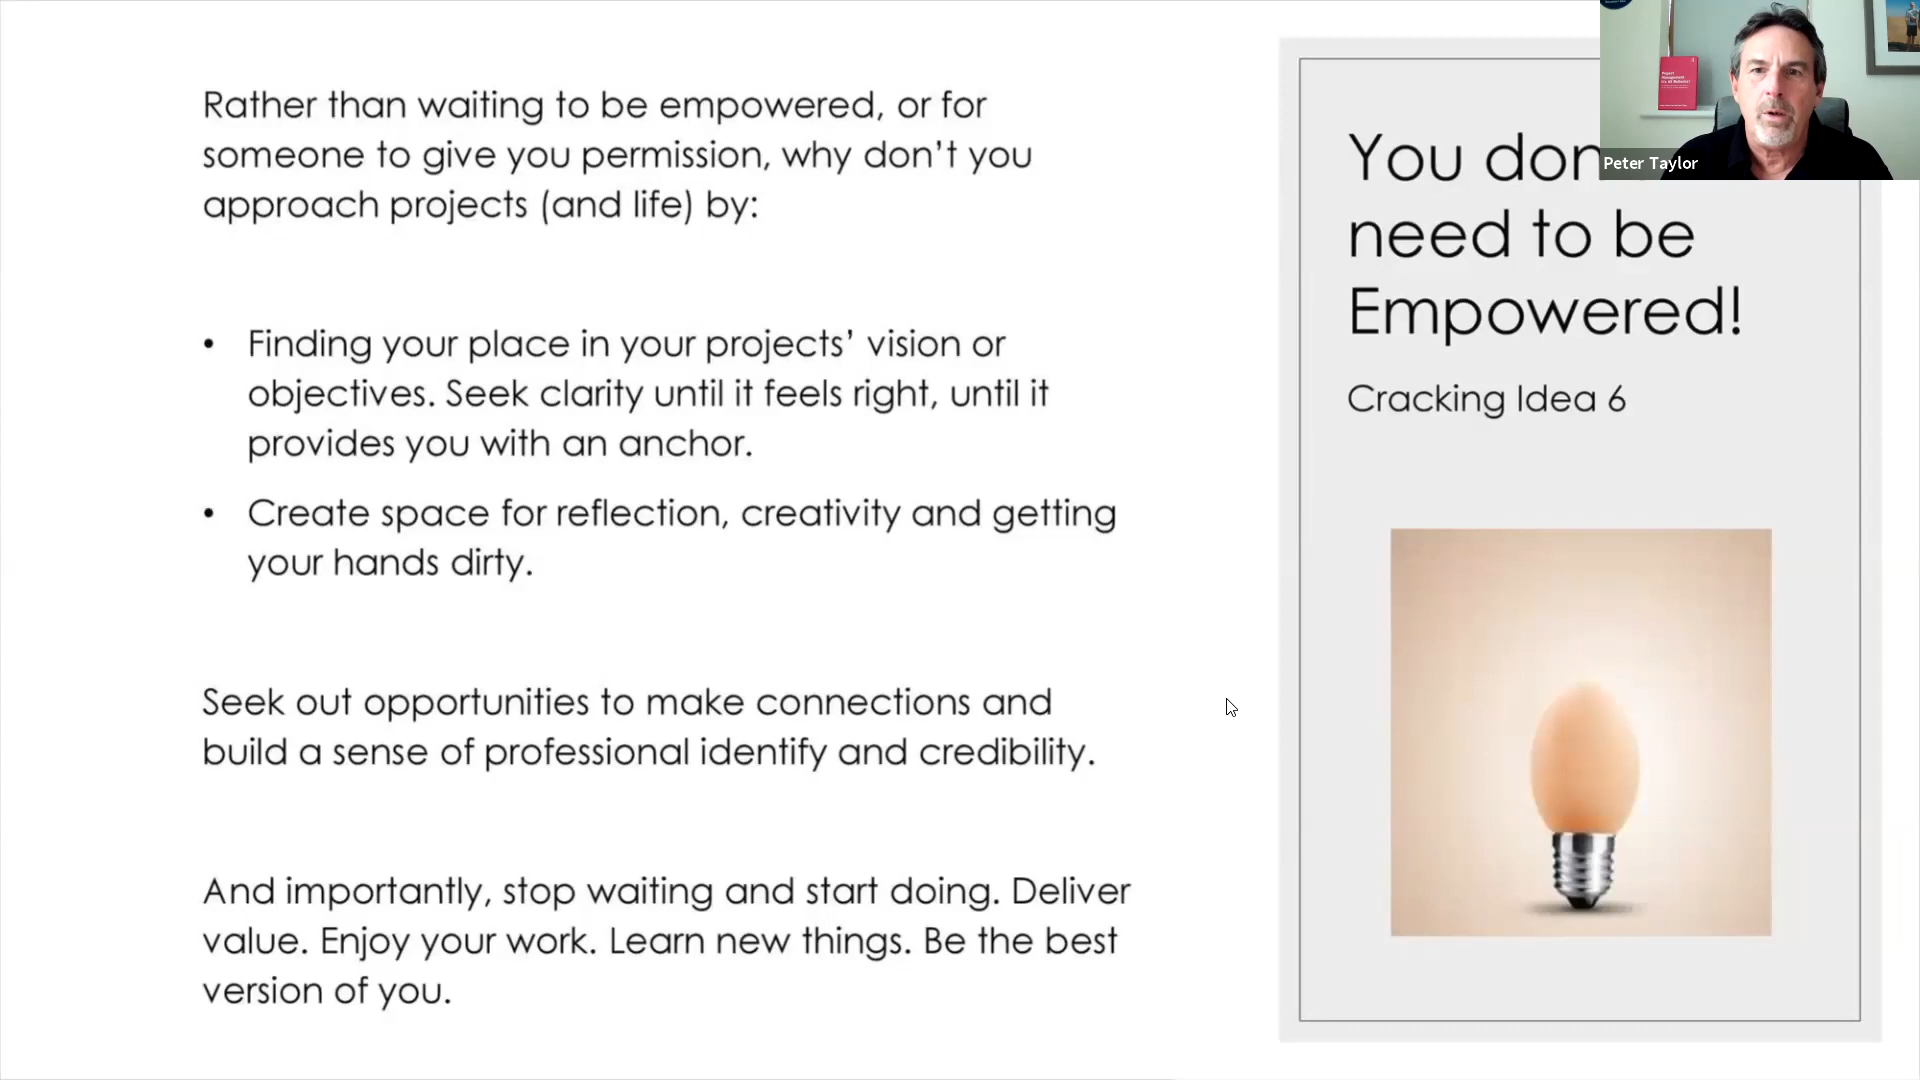 Rather than waiting to be empowered, or for
someone to give you permission, why don’t you
approach projects (and life) by:
• Finding your place in your projects’ vision or
objectives. Seek clarity until it feels right, until it
provides you with an anchor.
• Create space for reflection, creativity and getting
your hands dirty.
Seek out opportunities to make connections and
build a sense of professional identify and credibility.
And importantly, stop waiting and start doing. Deliver
value. Enjoy your work. Learn new things. Be the best
version of you.
You don
need to be
Empowered!
Cracking Idea 6
Peter Taylor
Project
Management